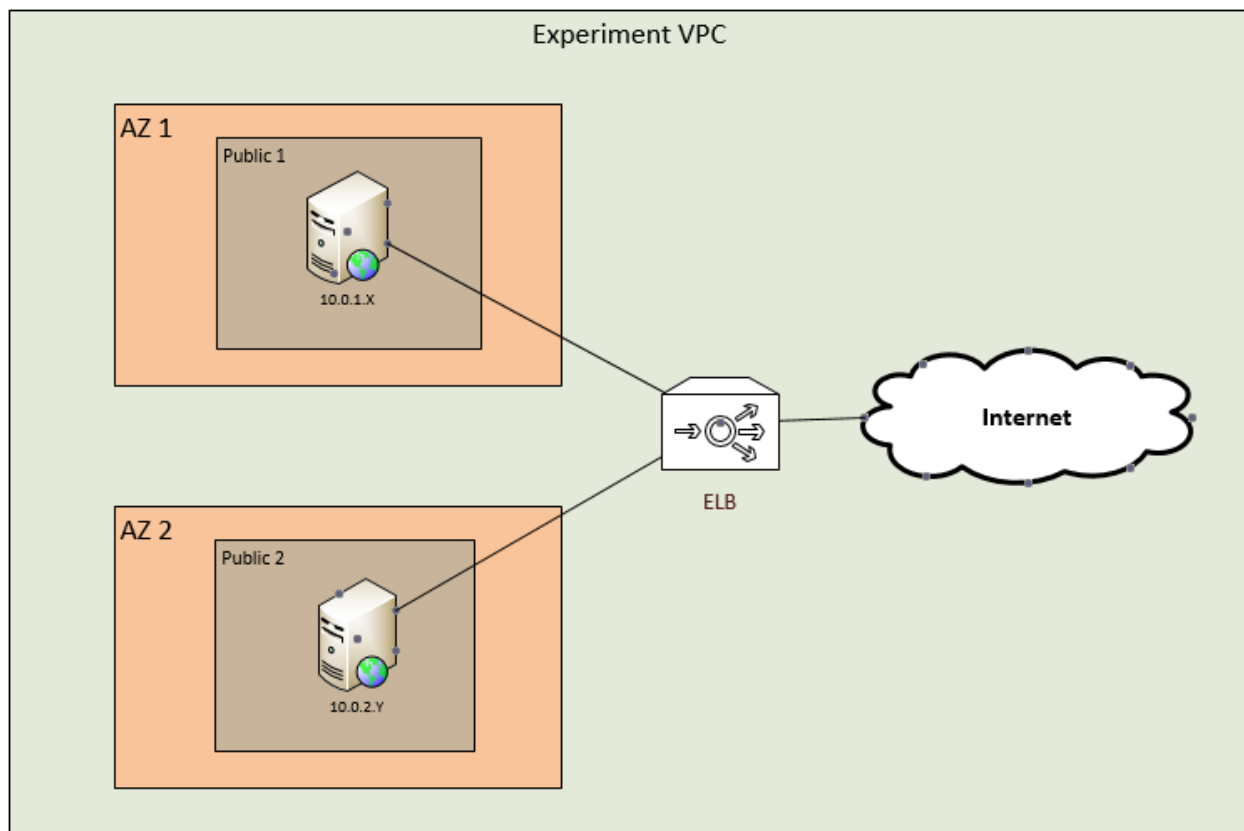 Experiment VPC
AZ 1
Public 1
10.0.1.X
Internet
ELB
AZ 2
Public 2
10.0.2.Y